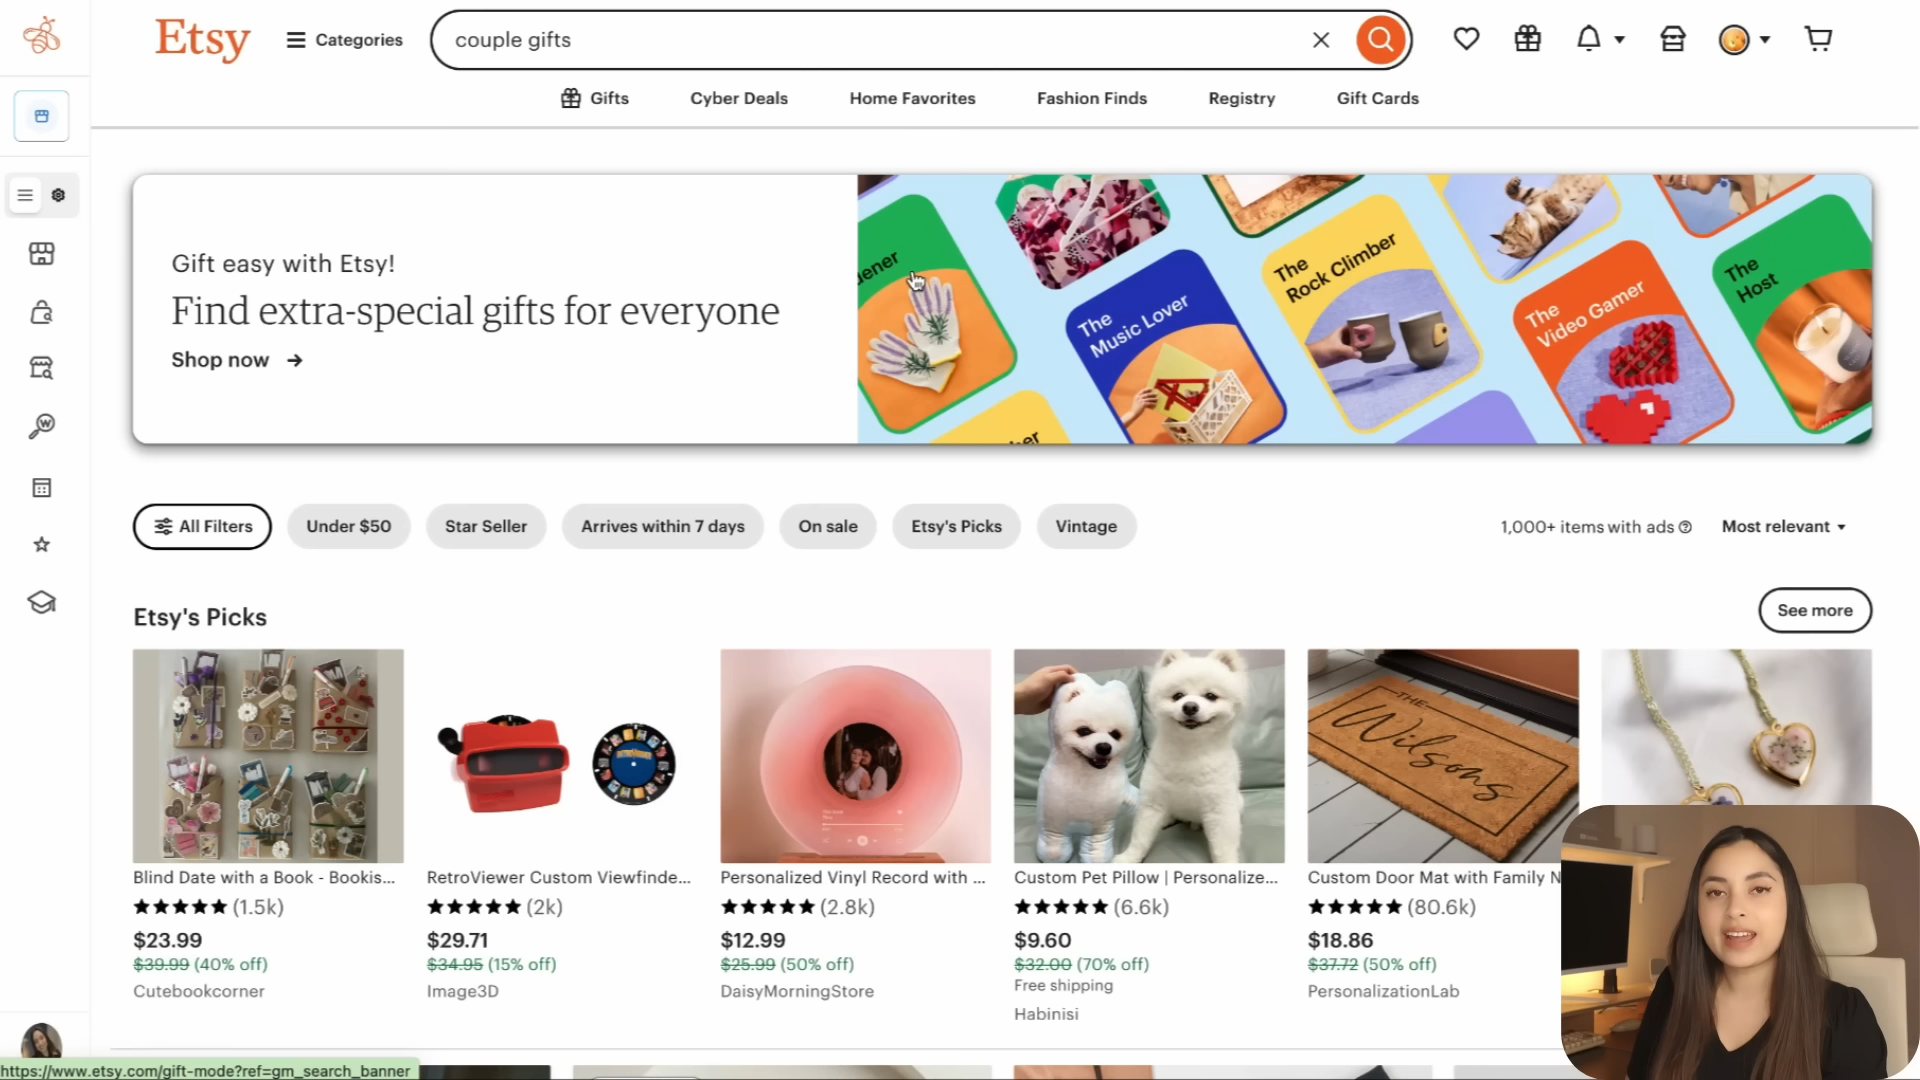 Etsy
Categories
couple gifts
Gifts
Cyber Deals
Home Favorites
Fashion Finds
Registry
Gift Cards
Gift easy with Etsy!
Find extra-special gifts for everyone
Shop now
dener
The
Music Lover
The
Rock Climber
The
Video Gamer
The
Host
All Filters
Under $50
Star Seller
Arrives within 7 days
On sale
Etsy's Picks
Vintage
1,000+ items with ads
Most relevant
Etsy's Picks
See more
THE
Wilsons
Blind Date with a Book - Bookis...
RetroViewer Custom Viewfinde...
Personalized Vinyl Record with ...
Custom Pet Pillow | Personalize...
Custom Door Mat with Family N
(1.5k)
(2k)
(2.8k)
(6.6k)
(80.6k)
$23.99
$29.71
$12.99
$9.60
$18.86
$39.99 (40% off)
$34.95 (15% off)
$25.99 (50% off)
$32.00 (70% off)
$37.72 (50% off)
Free shipping
Cutebookcorner
Image3D
DaisyMorningStore
Habinisi
PersonalizationLab
https://www.etsy.com/gift-mode?ref=gm_search_banner